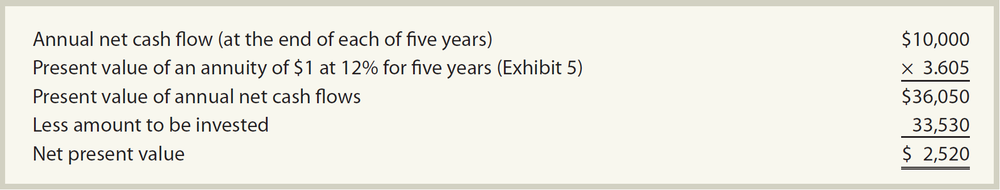 Annual net cash flow (at the end of each of five years) $10,000
Present value of an annuity of $1 at 12% for five years (Exhibit 5) × 3.605
Present value of annual net cash flows $36,050
Less amount to be invested 33,530
Net present value $ 2,520